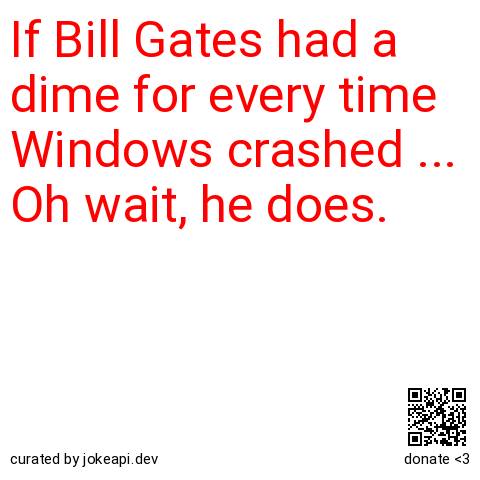 If Bill Gates had a
dime for every time
Windows crashed ...
Oh wait, he does.
curated by jokeapi.dev
donate <3